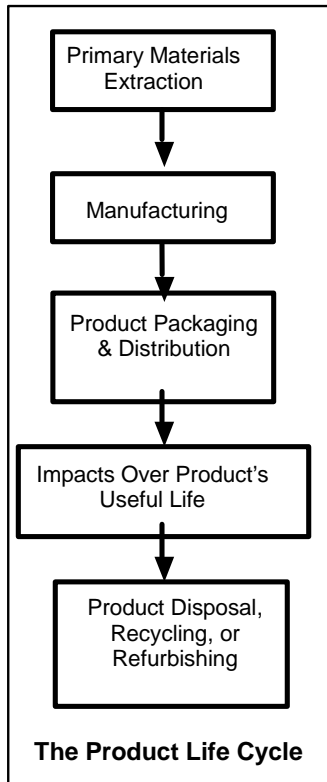 Primary Materials
Extraction
Manufacturing
Product Packaging
& Distribution
Impacts Over Product's
Useful Life
Product Disposal,
Recycling, or
Refurbishing
The Product Life Cycle